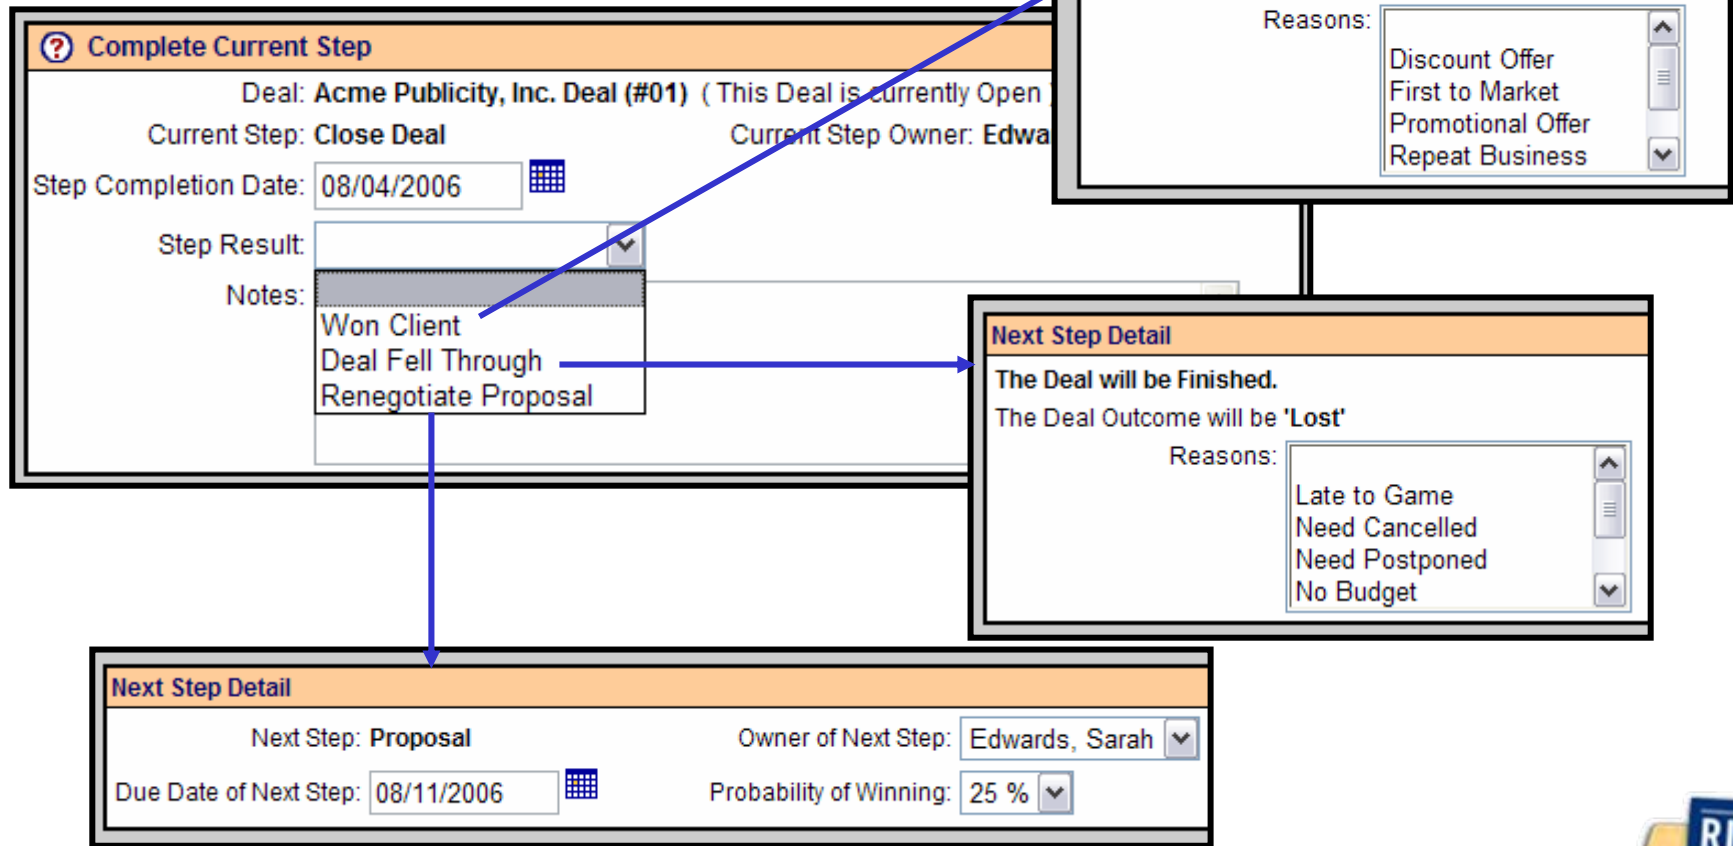 Complete Current Step
Deal: Acme Publicity, Inc. Deal (#01) ( This Deal is currently Open )
Current Step: Close Deal
Current Step Owner:
Step Completion Date: 08/04/2006
Step Result:
Notes:
Won Client
Deal Fell Through
Renegotiate Proposal
Reasons:
Discount Offer
First to Market
Promotional Offer
Repeat Business
Next Step Detail
The Deal will be Finished.
The Deal Outcome will be 'Lost'
Reasons:
Late to Game
Need Cancelled
Need Postponed
No Budget
Next Step Detail
Next Step: Proposal
Owner of Next Step: Edwards, Sarah
Due Date of Next Step: 08/11/2006
Probability of Winning: 25 %